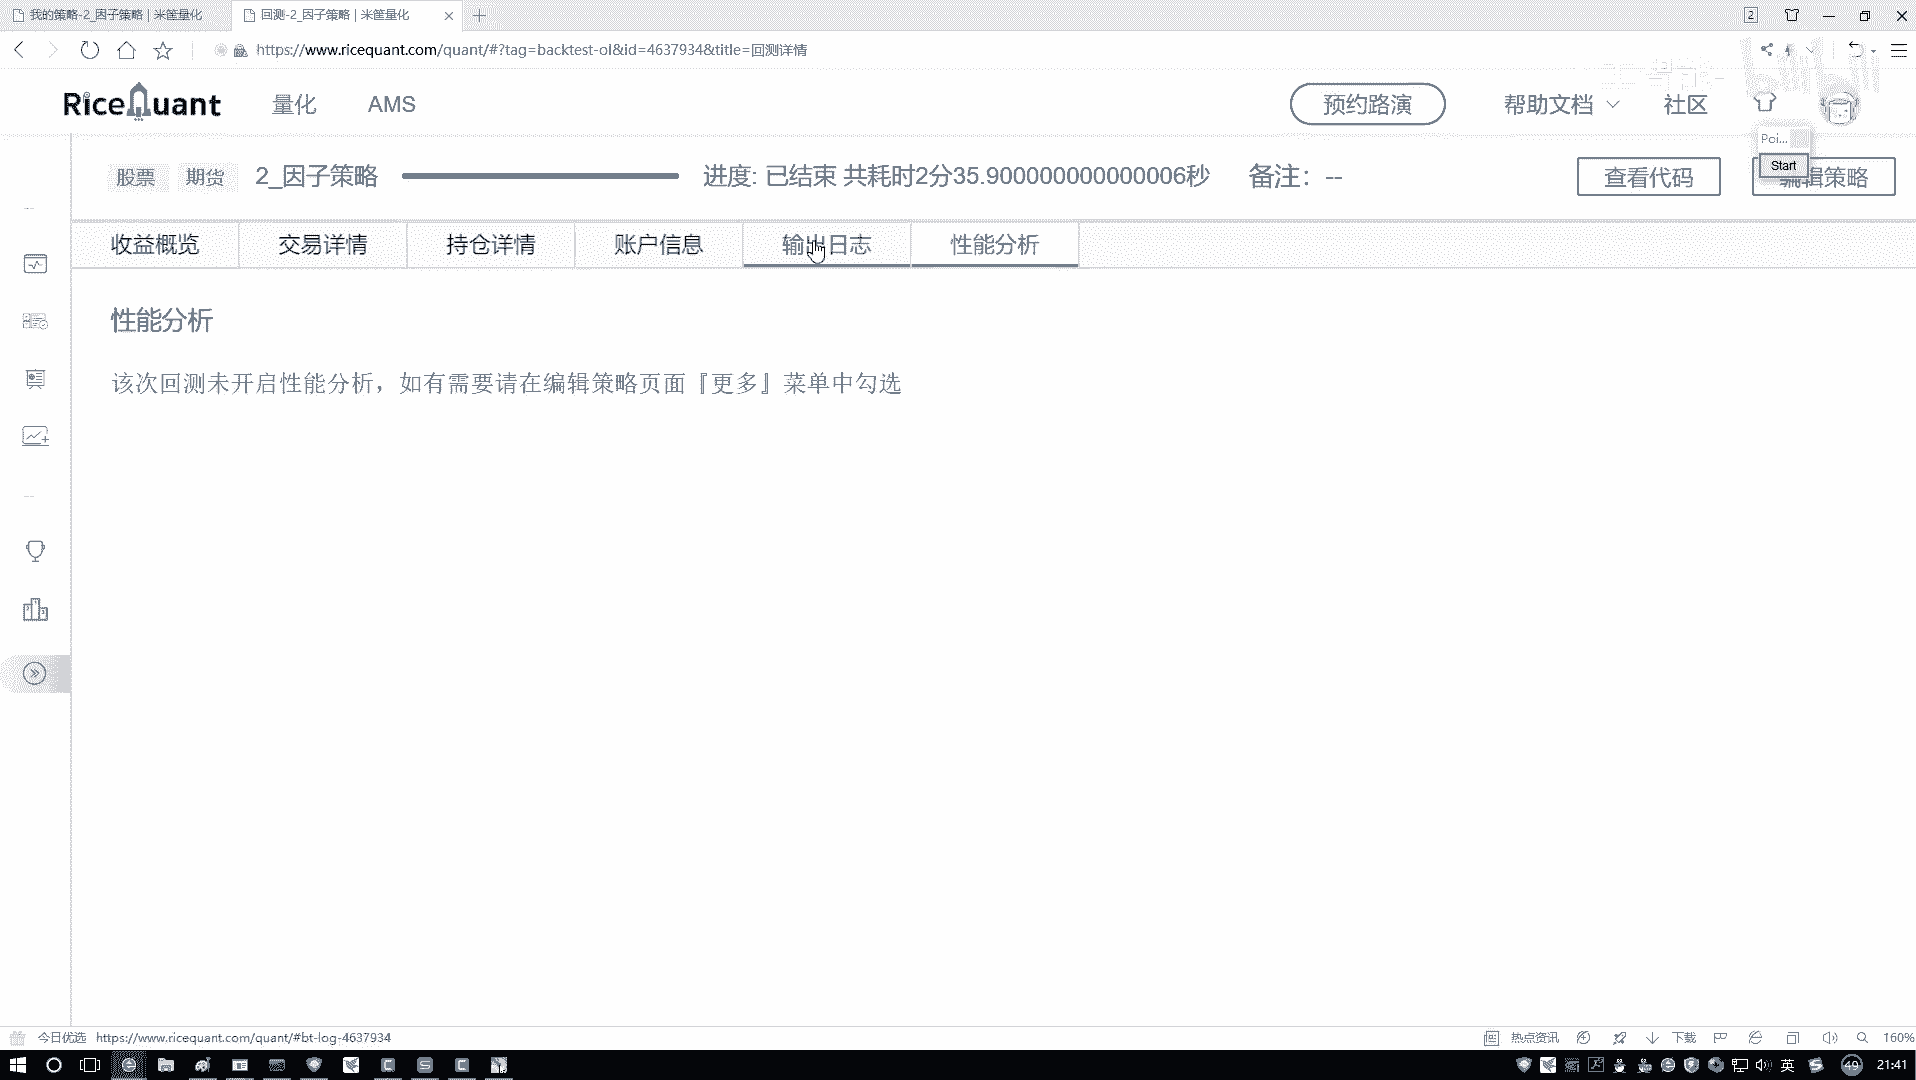 我的策略-2_因子策略 | 米筐量化
回测-2_因子策略 | 米筐量化
2
https://www.ricequant.com/quant/#?tag=backtest-ol&id=4637934&title=回测详情
RiceQuant
量化
AMS
预约路演
帮助文档
社区
Poi...
Start
股票
期货
2_因子策略
进度: 已结束 共耗时2分35.900000000000006秒
备注：--
查看代码
编辑策略
收益概览
交易详情
持仓详情
账户信息
输出日志
性能分析
性能分析
该次回测未开启性能分析，如有需要请在编辑策略页面『更多』菜单中勾选
今日优选
https://www.ricequant.com/quant/#bt-log-4637934
热点资讯
下载
160%
英
49
21:41